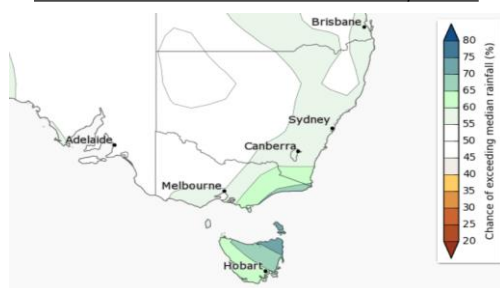 Brisbane
Sydney
Adelaide
Canberra
Melbourne
Hobart
80
75
70
65
60
55
50
45
40
35
30
25
20
Chance of exceeding median rainfall (%)